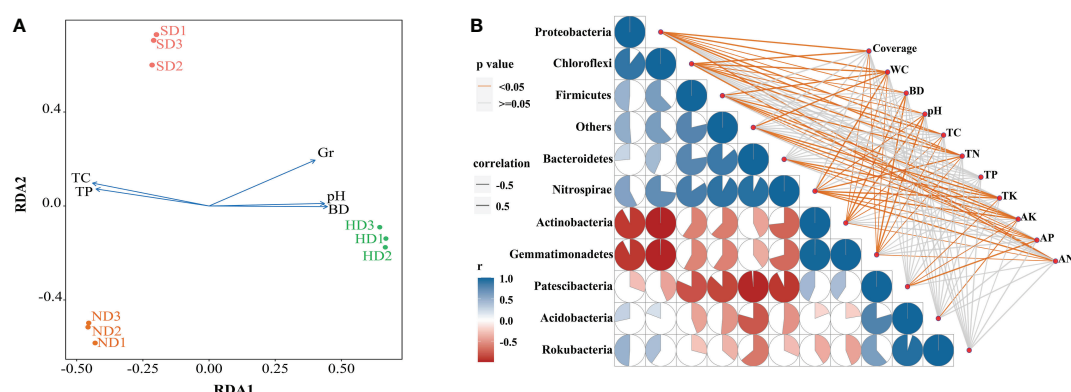 A
SD1
SD3
SD2
0.4
Gr
TC
TP
pH
BD
0.0
RDA2
HD3
HD1
HD2
-0.4
ND3
ND2
ND1
-0.50
-0.25
0.00
0.25
0.50
RDA1
B
p value
<0.05
>=0.05
correlation
-0.5
0.5
r
1.0
0.5
0.0
-0.5
Proteobacteria
Chloroflexi
Firmicutes
Others
Bacteroidetes
Nitrospirae
Actinobacteria
Gemmatimonadetes
Patescibacteria
Acidobacteria
Rokubacteria
Coverage
WC
BD
pH
TC
TN
TP
TK
AK
AP
AN